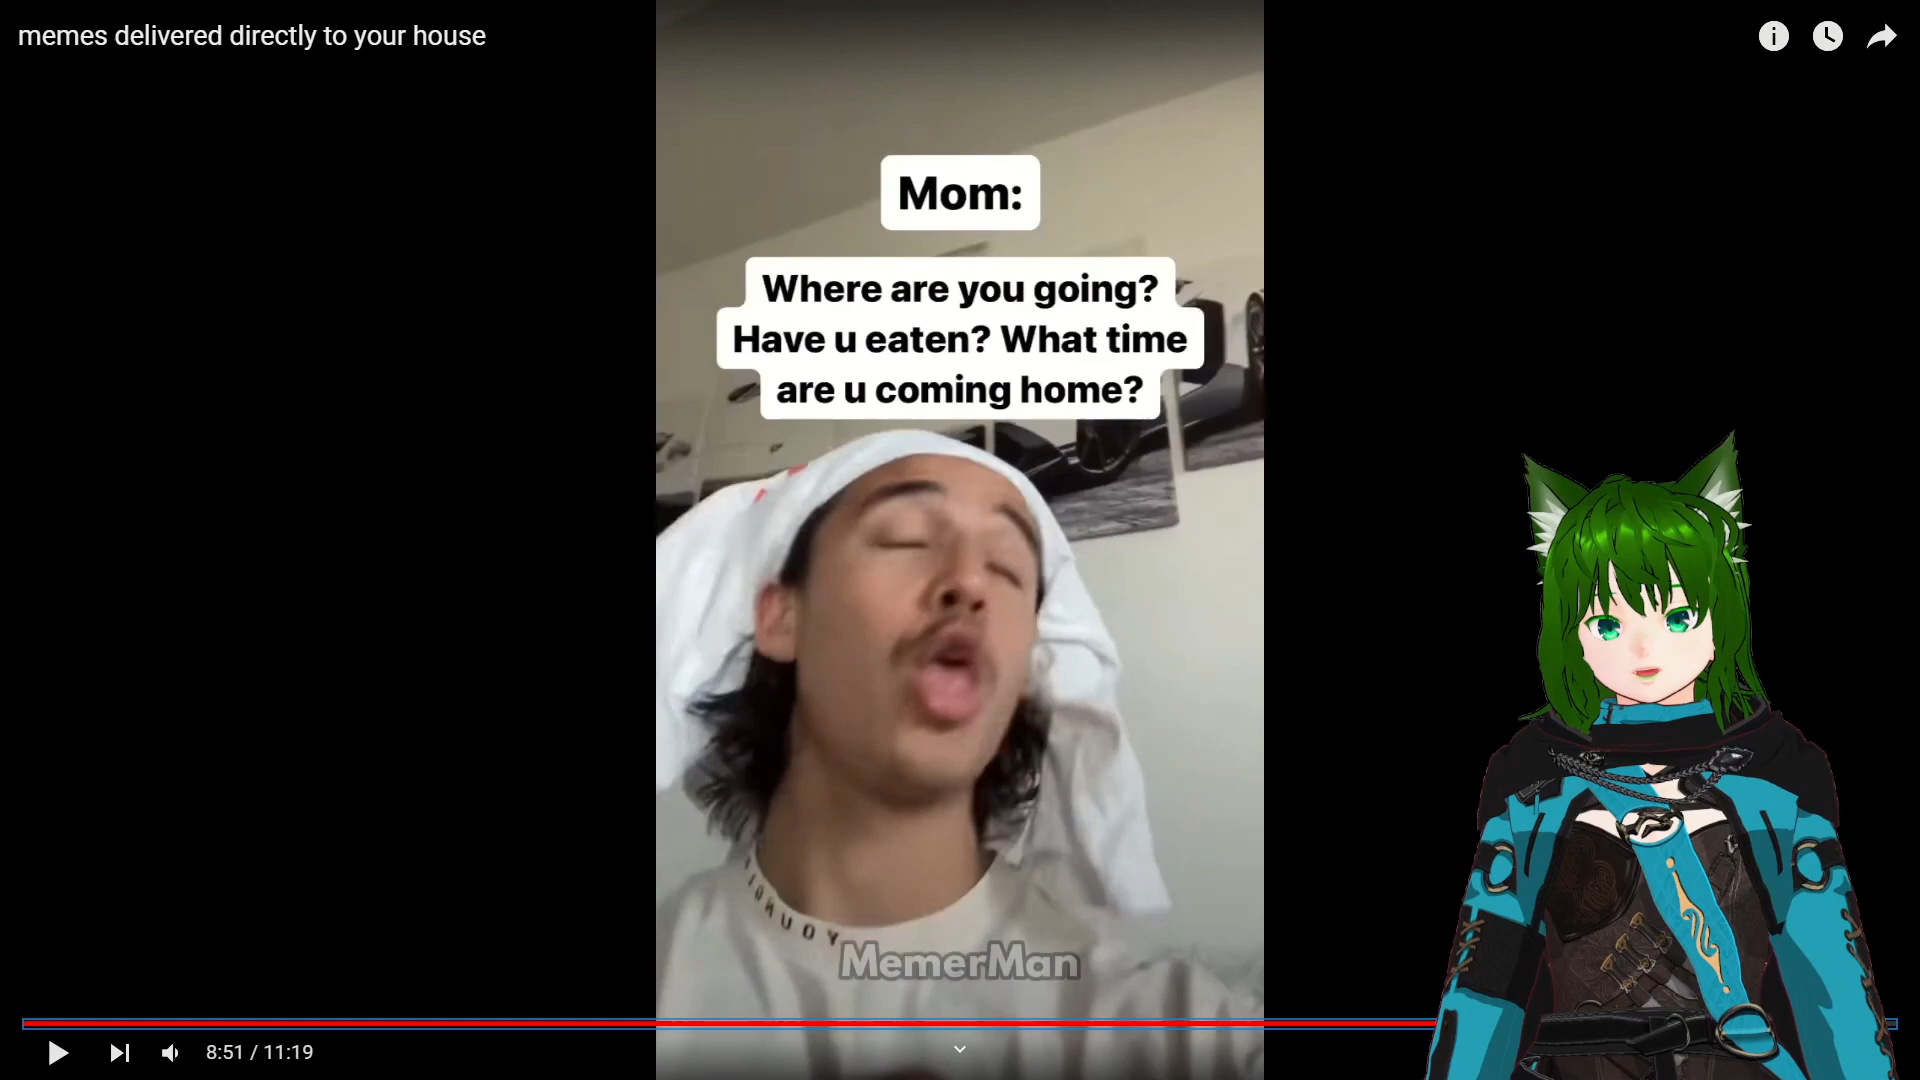 memes delivered directly to your house
Mom:
Where are you going?
Have u eaten? What time
are u coming home?
MemerMan
8:51 / 11:19